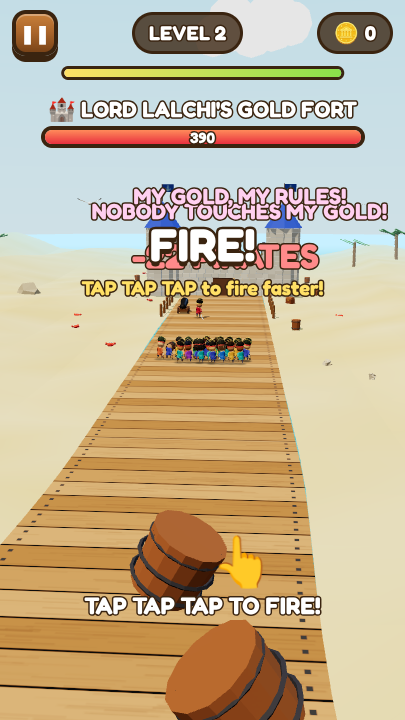 LEVEL 2
0
LORD LALCHI'S GOLD FORT
390
MY GOLD, MY RULES!
NOBODY TOUCHES MY GOLD!
FIRE!
TAP TAP TAP to fire faster!
TAP TAP TAP TO FIRE!